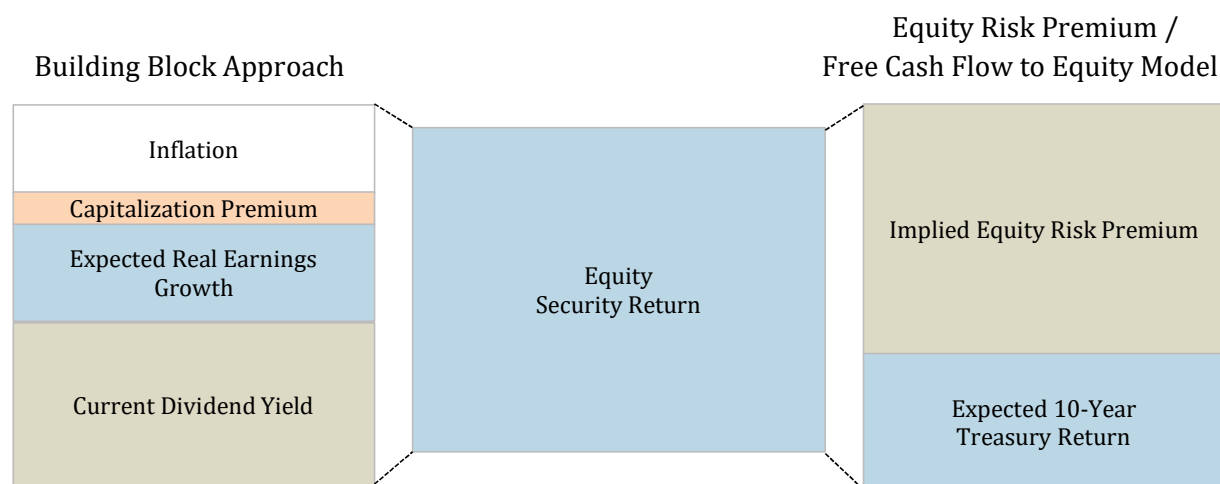 Building Block Approach
Inflation
Capitalization Premium
Expected Real Earnings
Growth
Current Dividend Yield
Equity
Security Return
Equity Risk Premium /
Free Cash Flow to Equity Model
Implied Equity Risk Premium
Expected 10-Year
Treasury Return